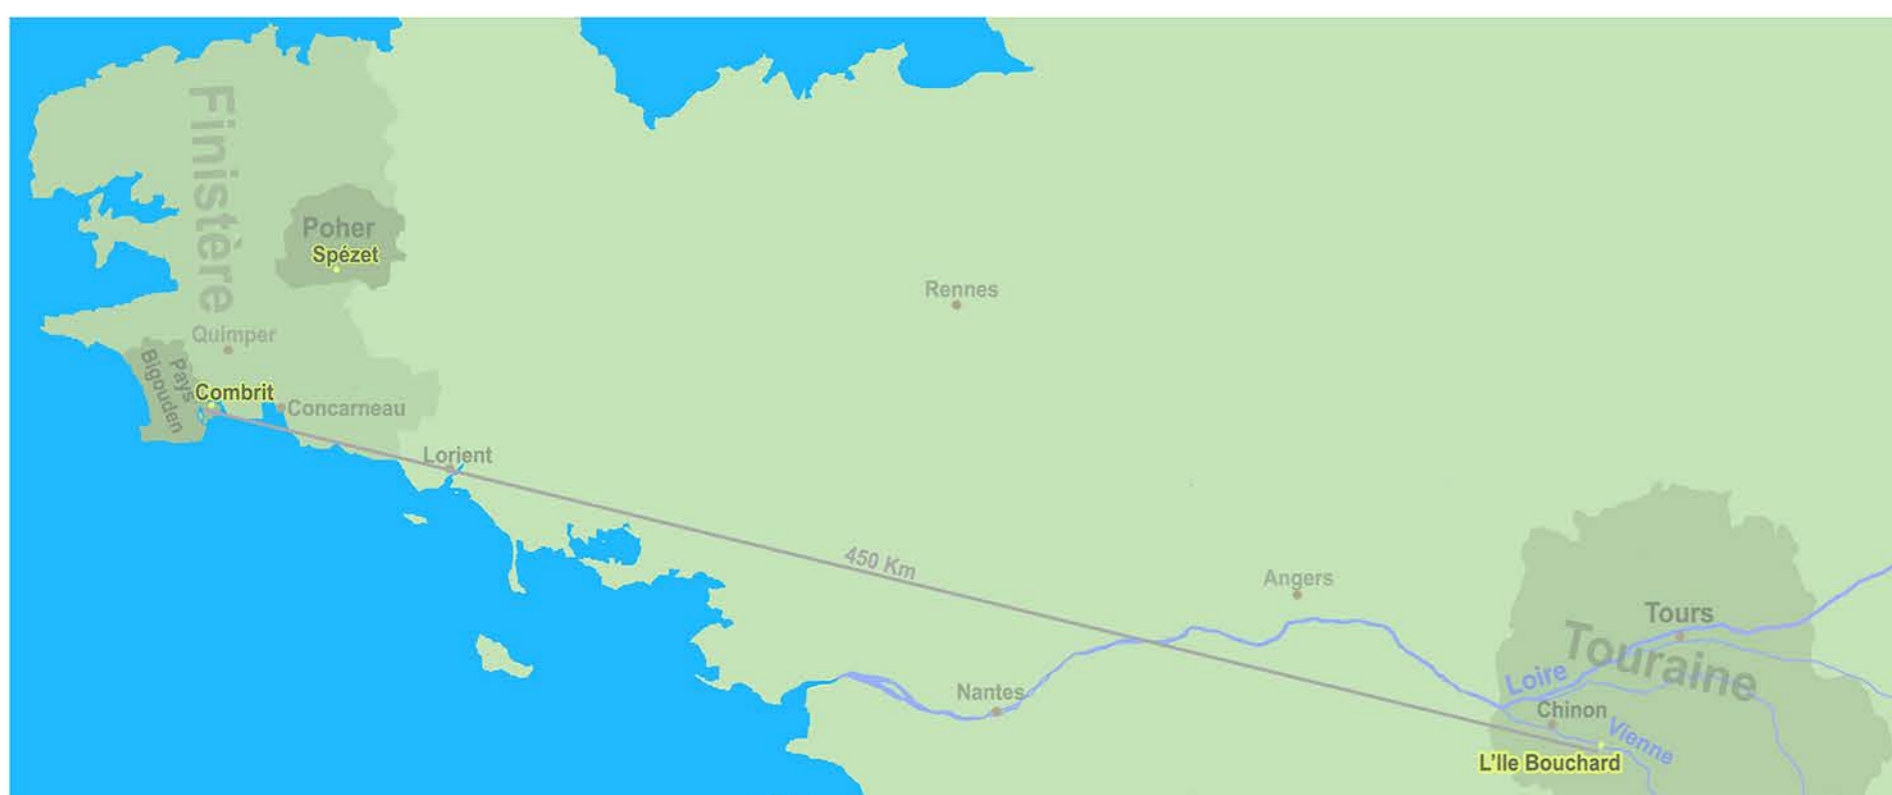 Fiinistère
Poher
Spézet
Rennes
Quimper
Pays
Bigouden
Combrit
Concarneau
Lorient
450 Km
Angers
Tours
Touraine
Loire
Nantes
Chinon
Vienne
L'Ile Bouchard